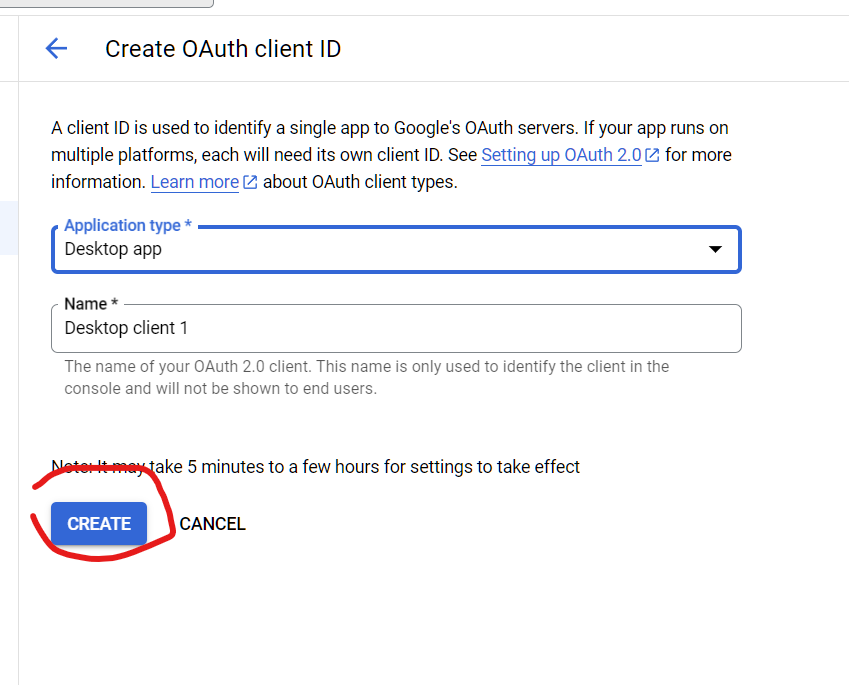 Create OAuth client ID
A client ID is used to identify a single app to Google's OAuth servers. If your app runs on
multiple platforms, each will need its own client ID. See Setting up OAuth 2.0 for more
information. Learn more about OAuth client types.
Application type *
Desktop app
Name *
Desktop client 1
The name of your OAuth 2.0 client. This name is only used to identify the client in the
console and will not be shown to end users.
Note: It may take 5 minutes to a few hours for settings to take effect
CREATE CANCEL